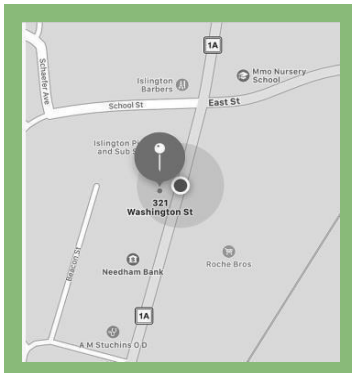 1A
Mmo Nursery
School
Islington
Barbers
Schaefer Ave
School St
East St
Islington P
and Sub S
321
Washington St
Beacon St
Needham Bank
Roche Bros
1A
A M Stuchins O D